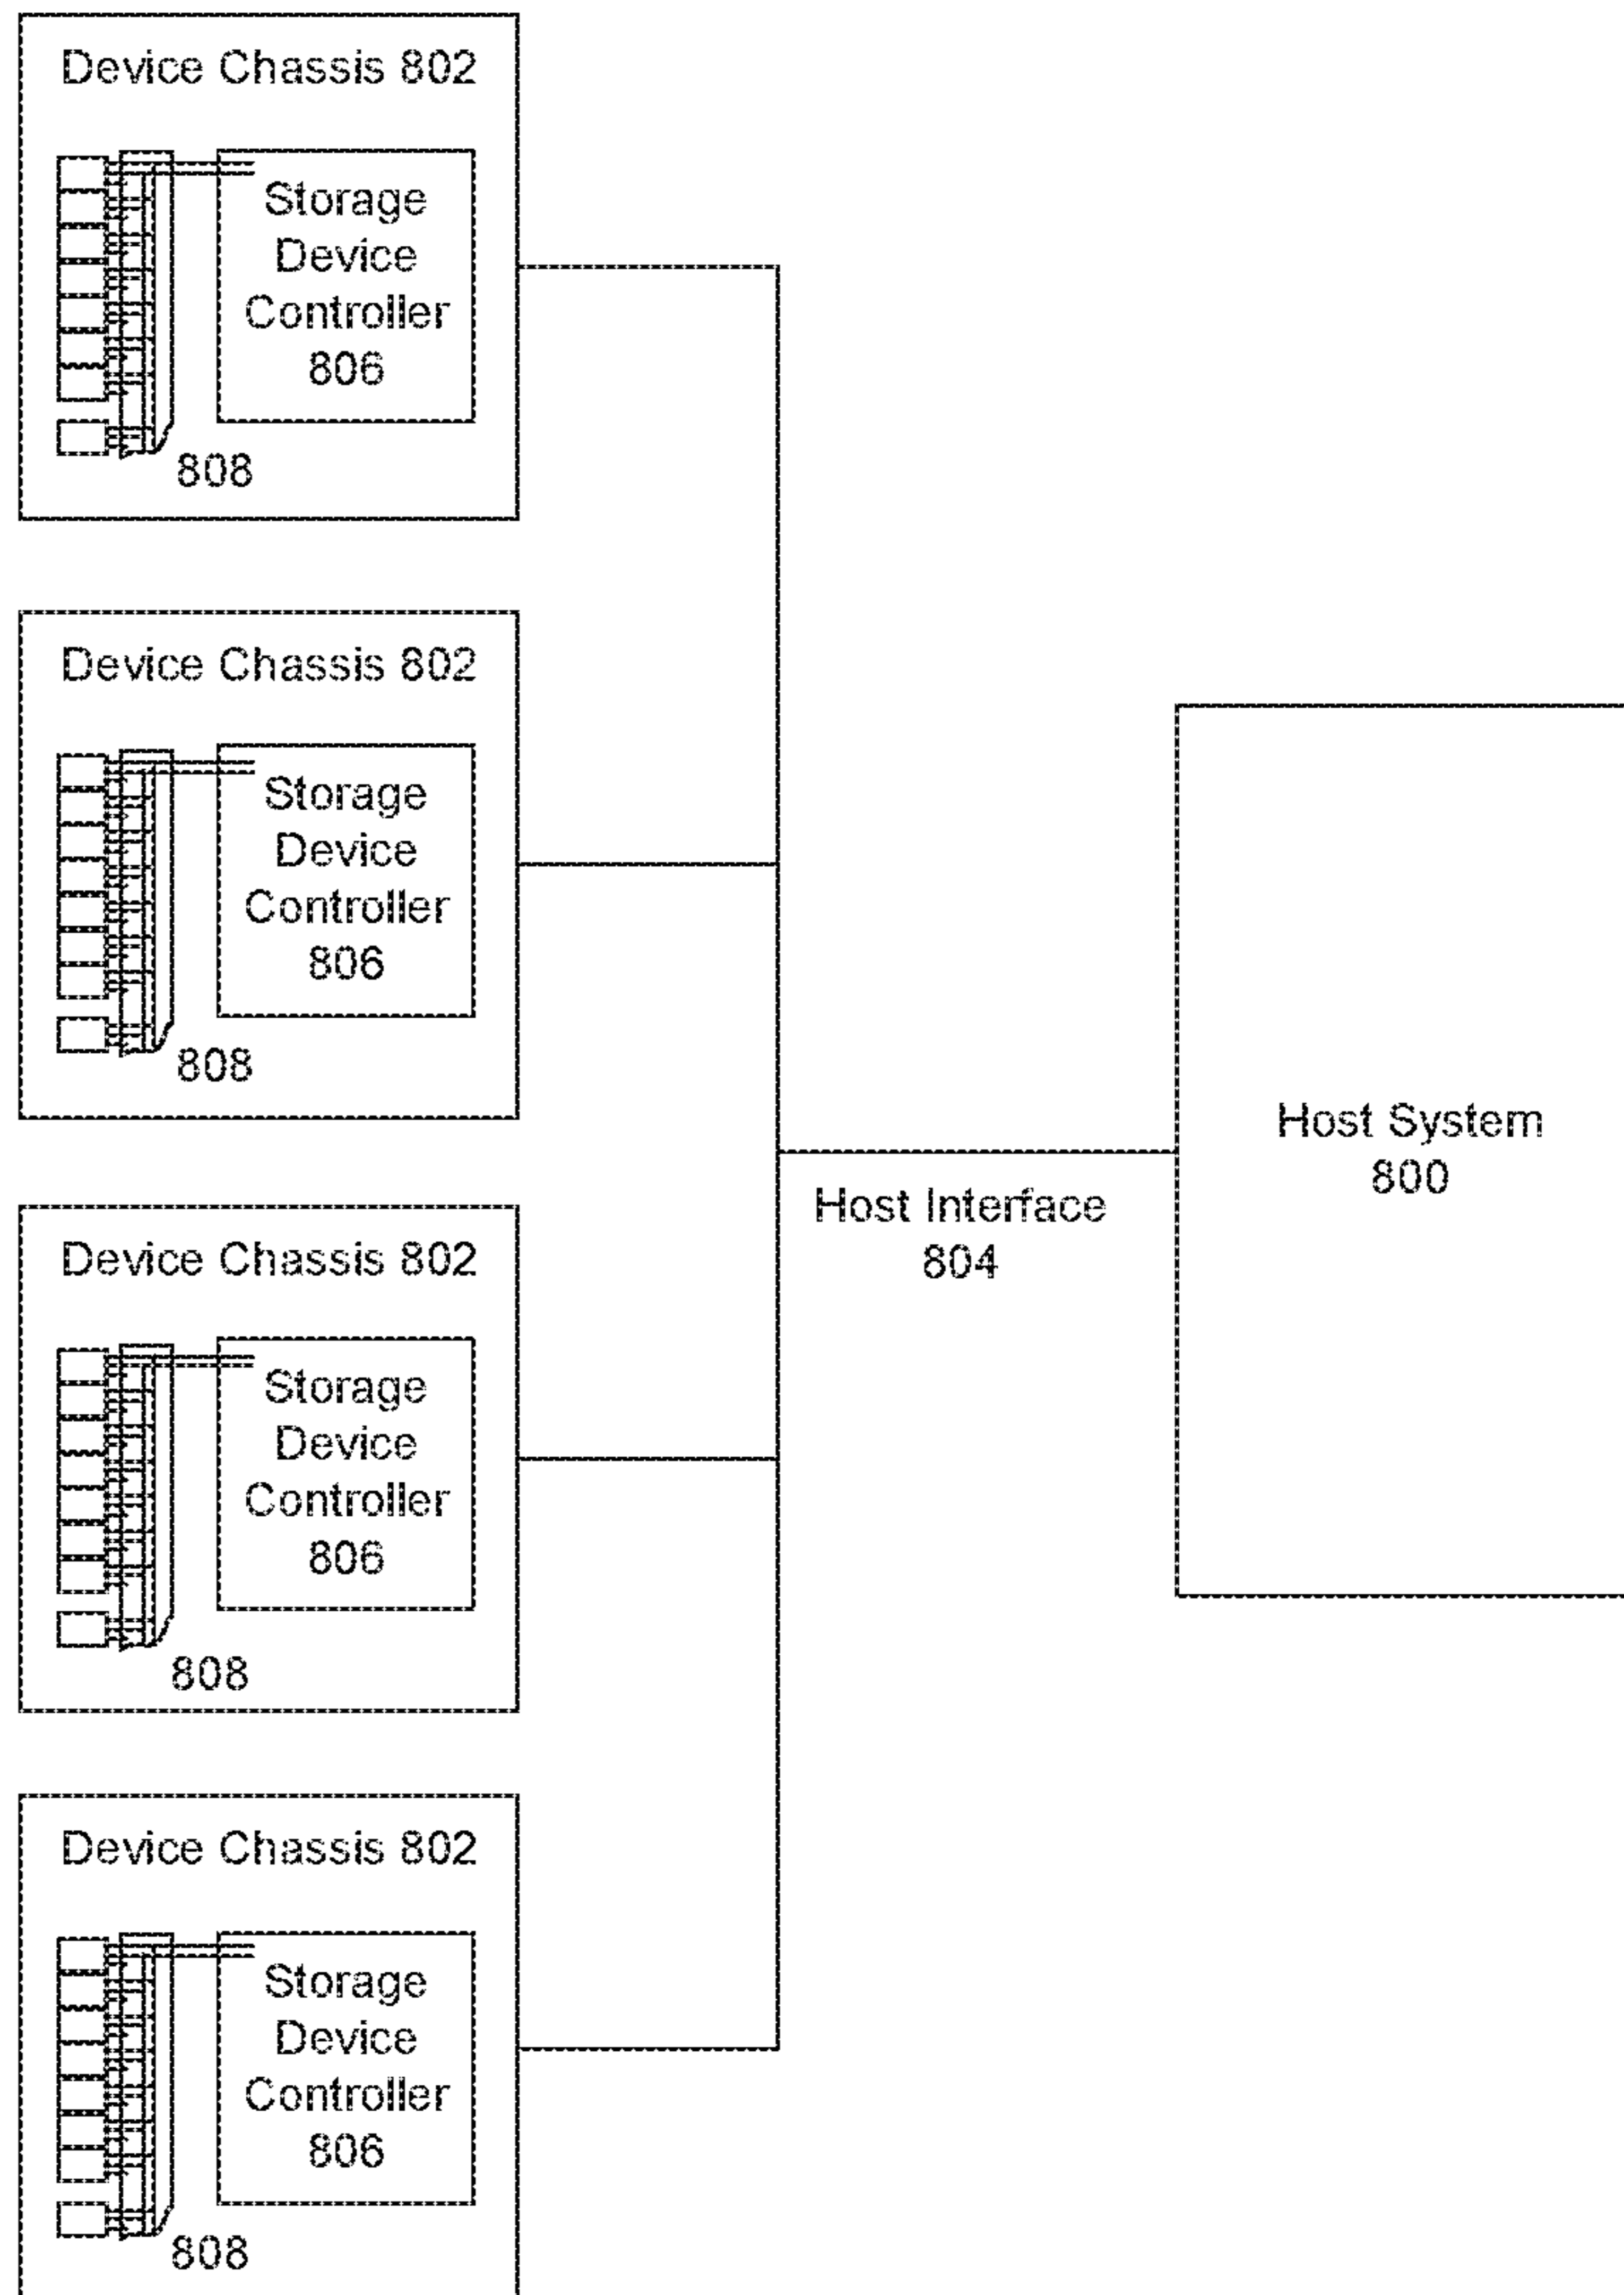 Device Chassis 802
Storage
Device
Controller
806
808
Device Chassis 802
Storage
Device
Controller
806
808
Host System
800
Host Interface
804
Device Chassis 802
Storage
Device
Controller
806
808
Device Chassis 802
Storage
Device
Controller
806
808